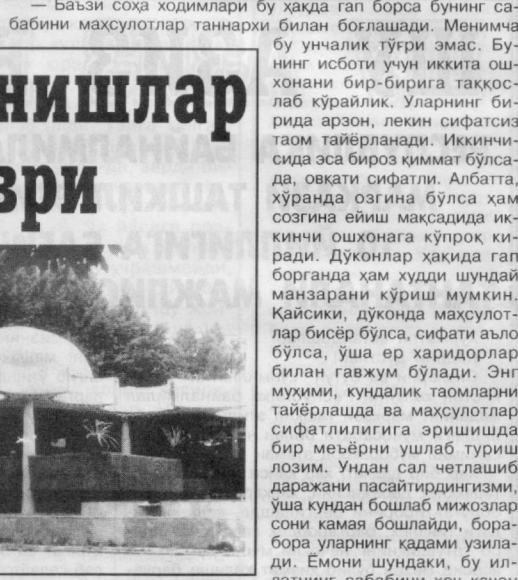 — Баъзи соҳа ходимлари бу ҳақда гап борса бунинг са-
бабини маҳсулотлар таннархи билан боғлашади. Менимча
бу унчалик тўғри эмас. Бу-
нинг исботи учун иккита ош-
хонани бир-бирига таққос-
лаб кўрайлик. Уларнинг би-
рида арзон, лекин сифатсиз
таом тайёрланади. Иккинчи-
сида эса бироз қиммат бўлса-
да, овқати сифатли. Албатта,
хўранда озгина бўлса ҳам
созгина ейиш мақсадида ик-
кинчи ошхонага кўпроқ ки-
ради. Дўконлар ҳақида гап
борганда ҳам худди шундай
манзарани кўриш мумкин.
Қайсики, дўконда маҳсулот-
лар бисёр бўлса, сифати аъло
бўлса, ўша ер харидорлар
билан гавжум бўлади. Энг
муҳими, кундалик таомларни
тайёрлашда ва маҳсулотлар
сифатлилигига эришишда
бир меъёрни ушлаб туриш
лозим. Ундан сал четлашиб
даражани пасайтирдингизми,
ўша кундан бошлаб мижозлар
сони камая бошлайди, бора-
бора уларнинг қадами узила-
ди. Ёмони шундаки, бу ил-
нишлар
ври